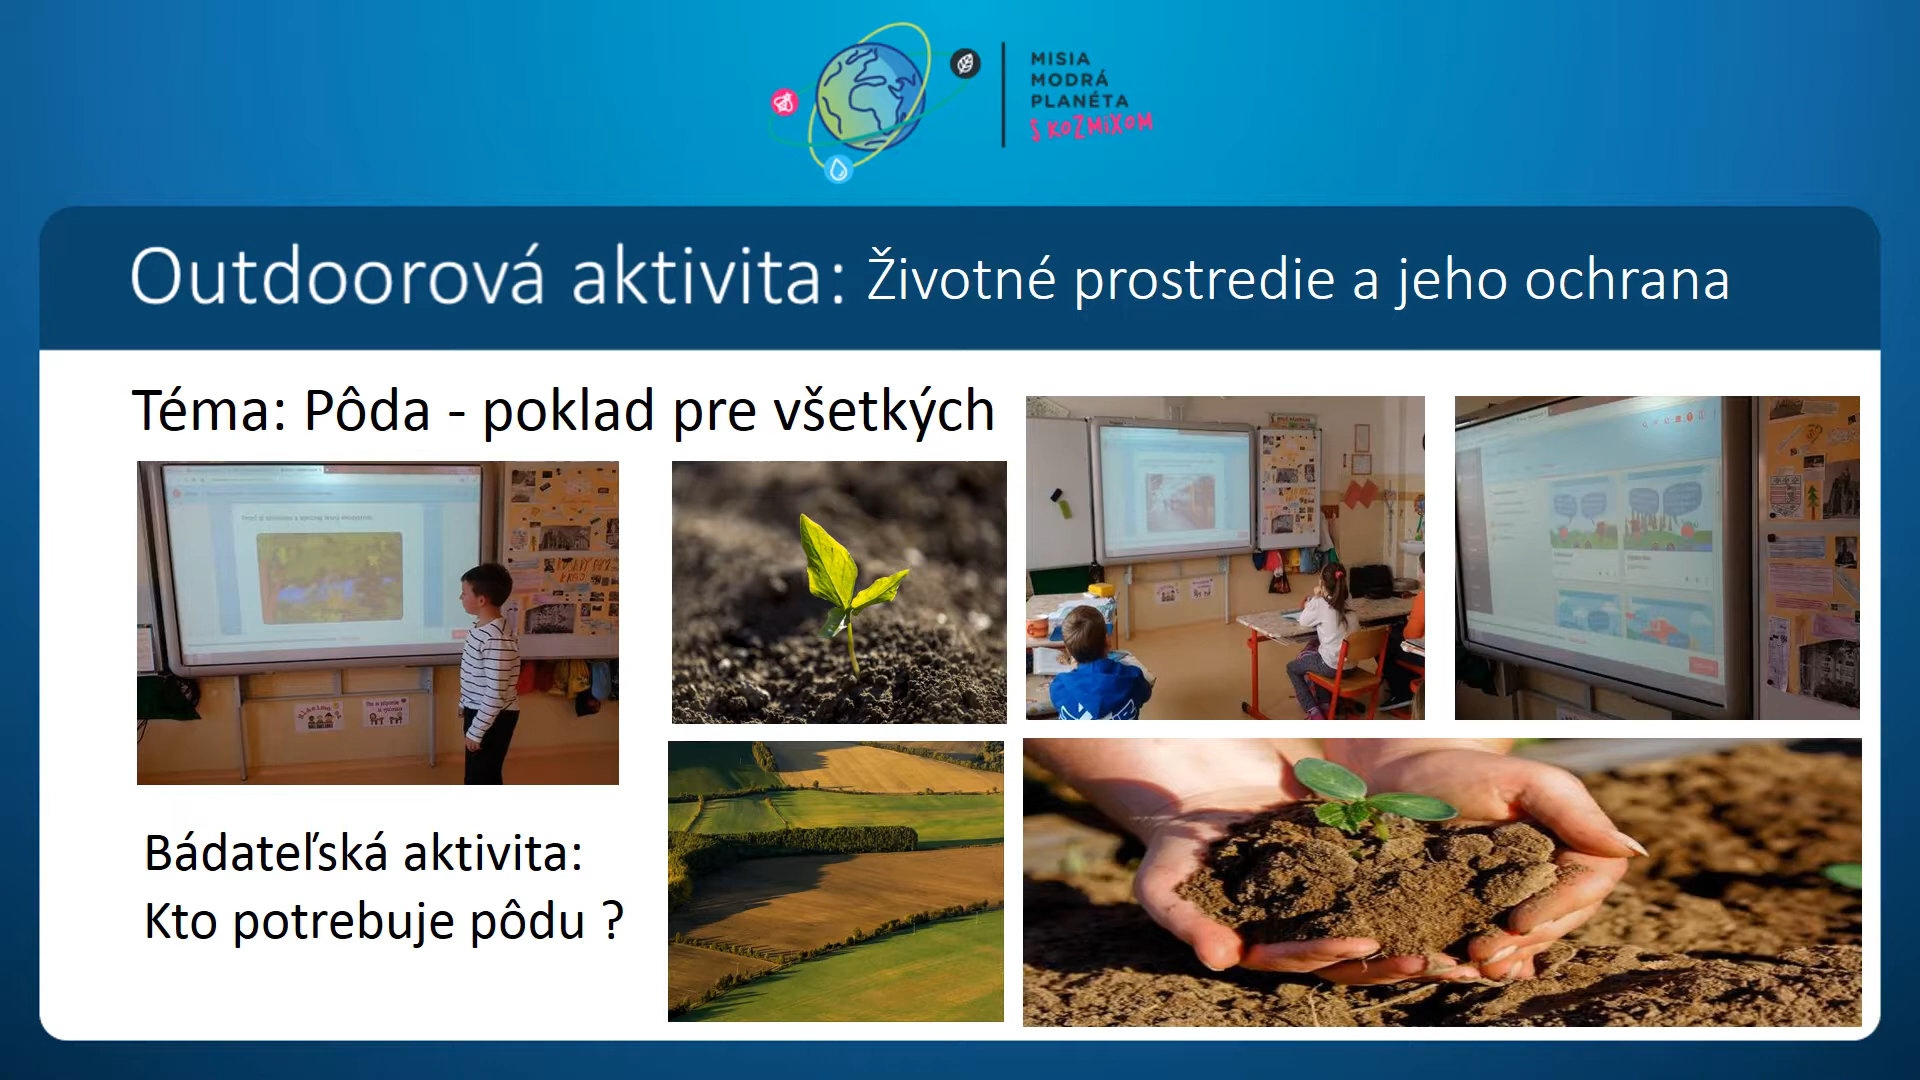 MISIA
MODRÁ
PLANÉTA
S KOZMIXOM
Outdoorová aktivita: Životné prostredie a jeho ochrana
Téma: Pôda - poklad pre všetkých
Bádateľská aktivita:
Kto potrebuje pôdu ?